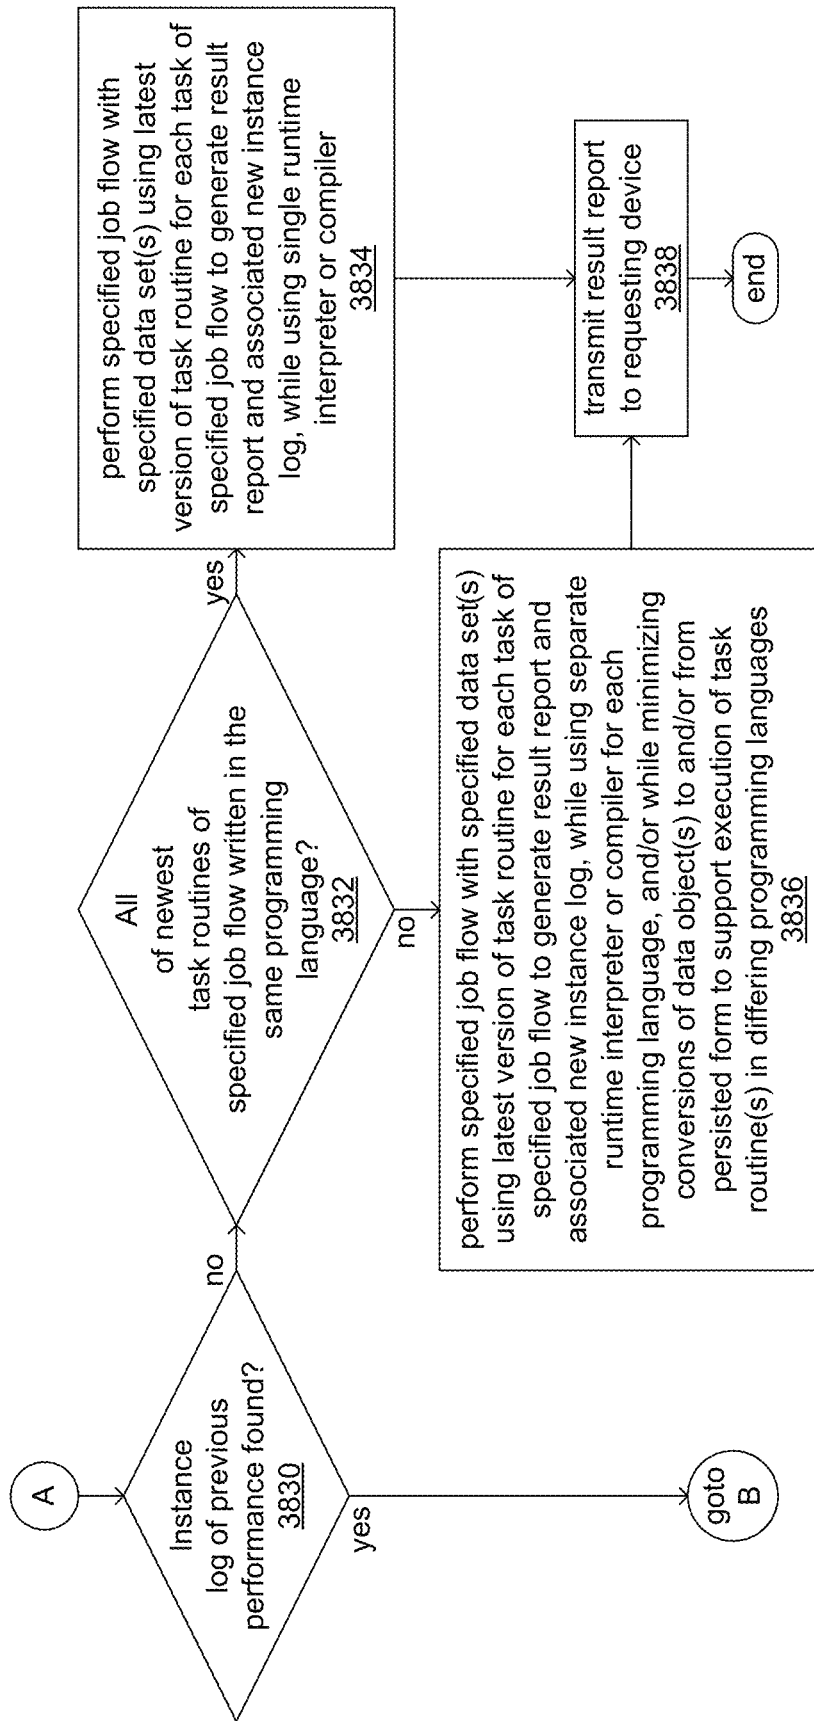 A
Instance
log of previous
performance found?
3830
no
yes
goto
B
All
of newest
task routines of
specified job flow written in the
same programming
language?
3832
yes
no
perform specified job flow with
specified data set(s) using latest
version of task routine for each task of
specified job flow to generate result
report and associated new instance
log, while using single runtime
interpreter or compiler
3834
perform specified job flow with specified data set(s)
using latest version of task routine for each task of
specified job flow to generate result report and
associated new instance log, while using separate
runtime interpreter or compiler for each
programming language, and/or while minimizing
conversions of data object(s) to and/or from
persisted form to support execution of task
routine(s) in differing programming languages
3836
transmit result report
to requesting device
3838
end